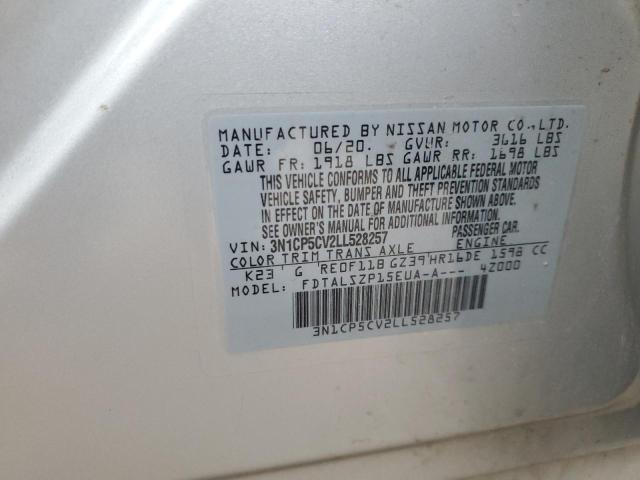 MANUFACTURED BY NISSAN MOTOR CO., LTD.
DATE: 06/20. GVWR: 3616 LBS
GAWR FR: 1918 LBS GAWR RR: 1698 LBS
THIS VEHICLE CONFORMS TO ALL APPLICABLE FEDERAL MOTOR
VEHICLE SAFETY, BUMPER AND THEFT PREVENTION STANDARDS
IN EFFECT ON THE DATE OF MANUFACTURE SHOWN ABOVE.
SEE OWNER'S MANUAL FOR ADDITIONAL INFORMATION.
VIN: 3N1CP5CV2LL528257 PASSENGER CAR.
COLOR TRIM TRANS AXLE ENGINE
K23 G RE0F11B GZ39 HR16DE 1598 CC
MODEL: FDTALSZP15EUA-A--- 4Z000
3N1CP5CV2LL528257